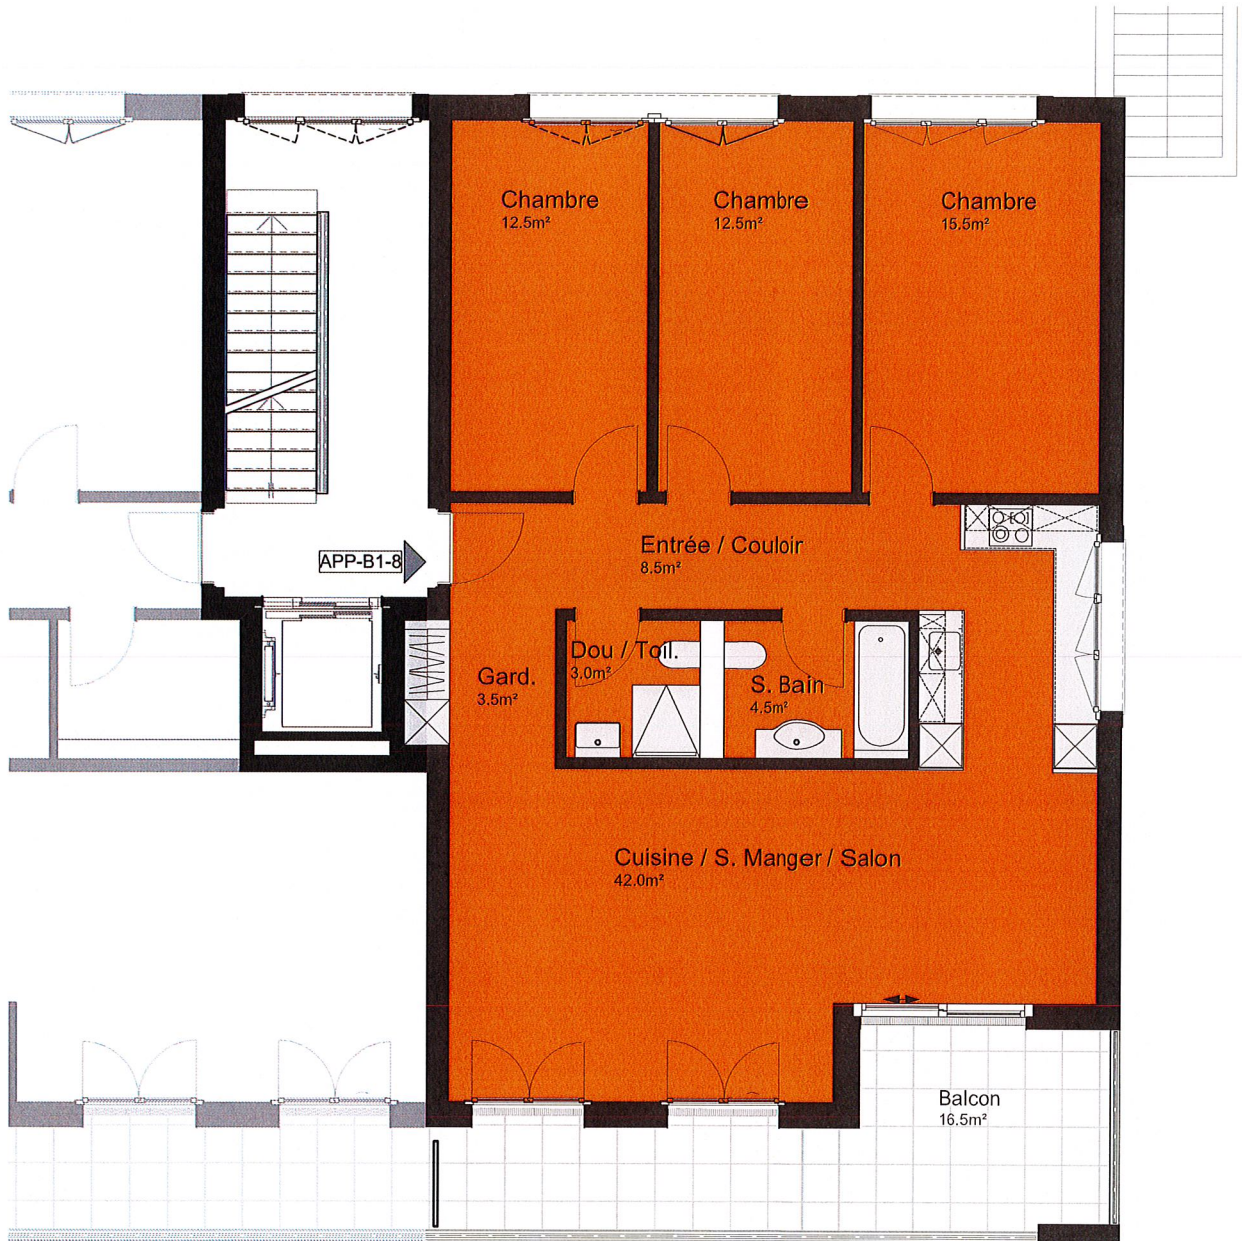 Chambre
12.5m²
Chambre
12.5m²
Chambre
15.5m²
Entrée / Couloir
8.5m²
APP-B1-8
Dou / Toil.
3.0m²
Gard.
3.5m²
S. Bain
4.5m²
Cuisine / S. Manger / Salon
42.0m²
Balcon
16.5m²